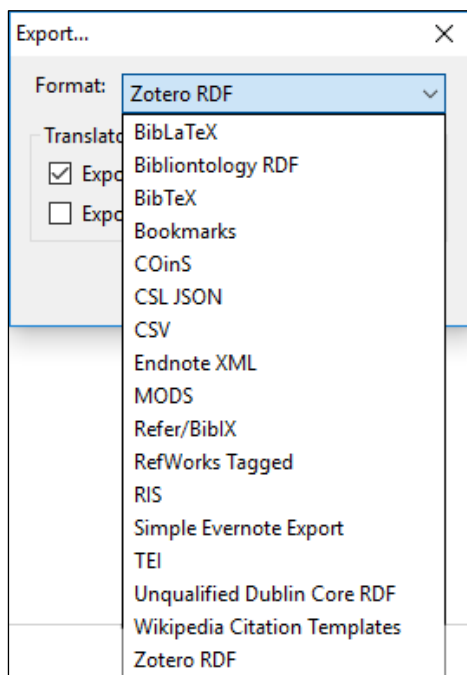 Export...
Format: Zotero RDF
BibLaTeX
Translato
Bibliontology RDF
Expo
BibTeX
Expo
Bookmarks
COinS
CSL JSON
CSV
Endnote XML
MODS
Refer/BibIX
RefWorks Tagged
RIS
Simple Evernote Export
TEI
Unqualified Dublin Core RDF
Wikipedia Citation Templates
Zotero RDF